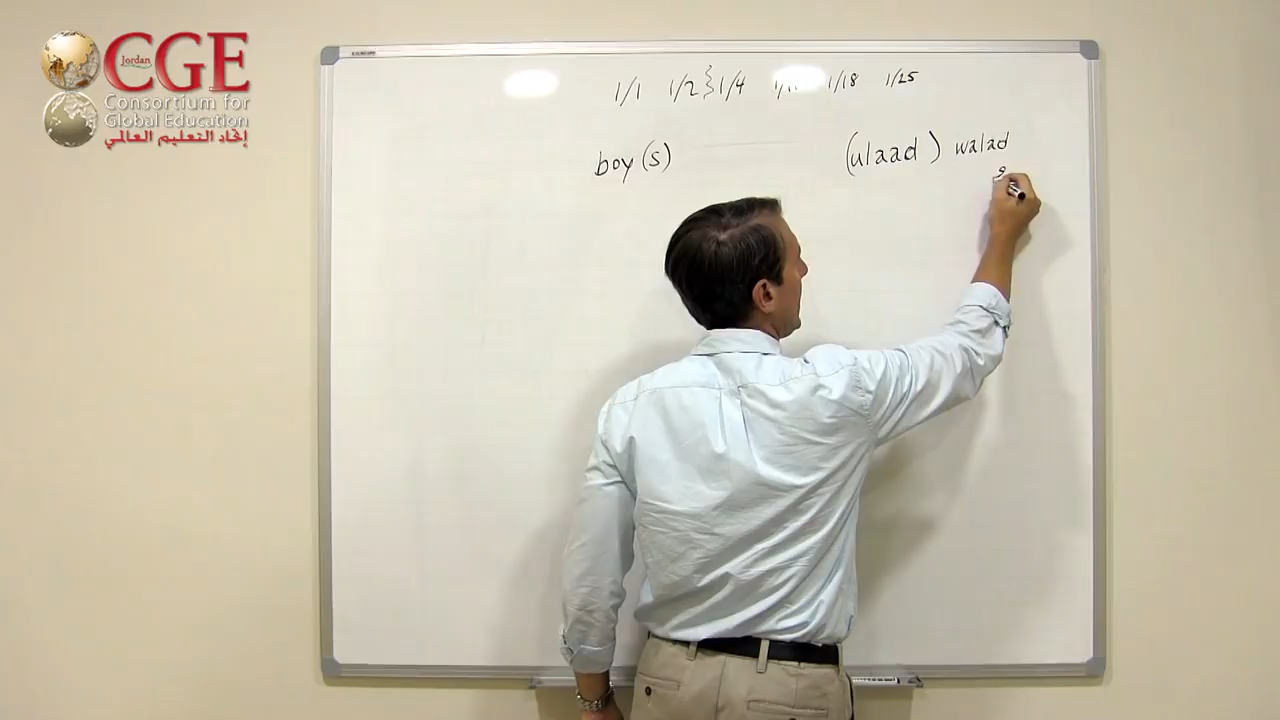 CGE
Jordan
Consortium for
Global Education
إتحاد التعليم العالمي
1/1 1/2 } 1/4 1/18 1/25
boy (s) (ulaad) walad
و